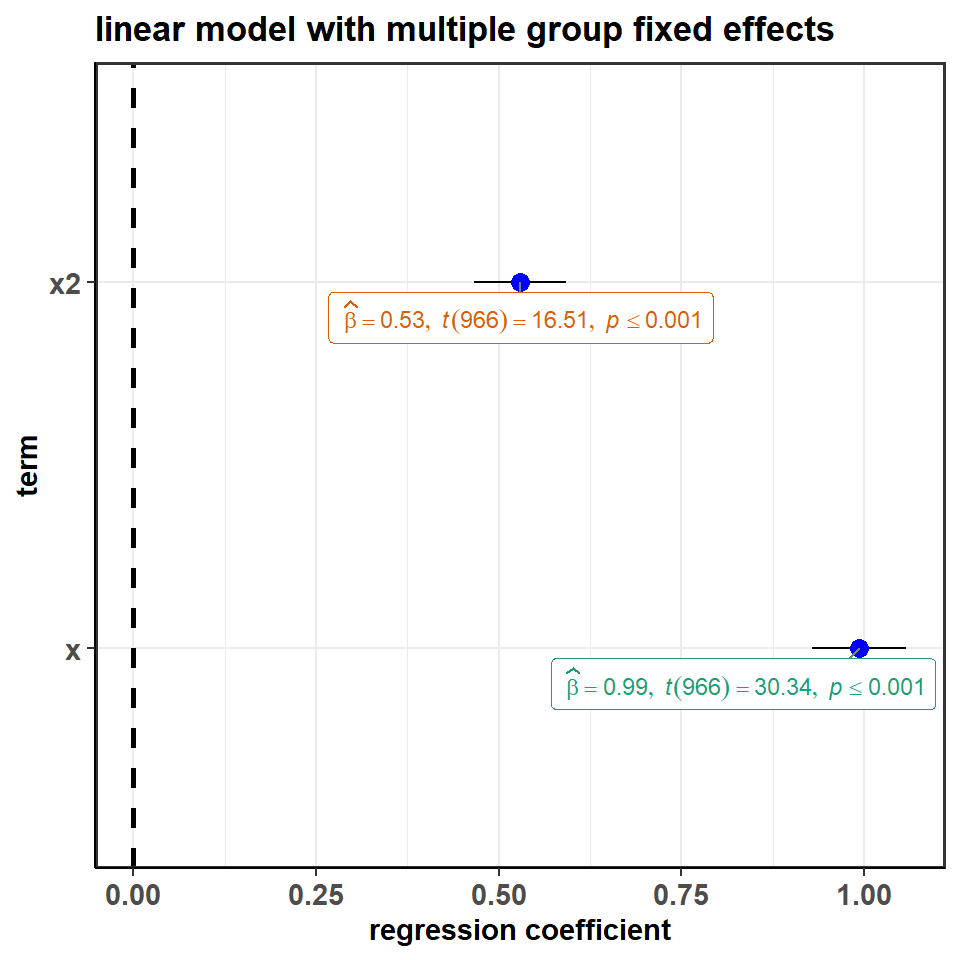 linear model with multiple group fixed effects
x2
β̂ = 0.53, t(966) = 16.51, p ≤ 0.001
term
x
β̂ = 0.99, t(966) = 30.34, p ≤ 0.001
0.00 0.25 0.50 0.75 1.00
regression coefficient